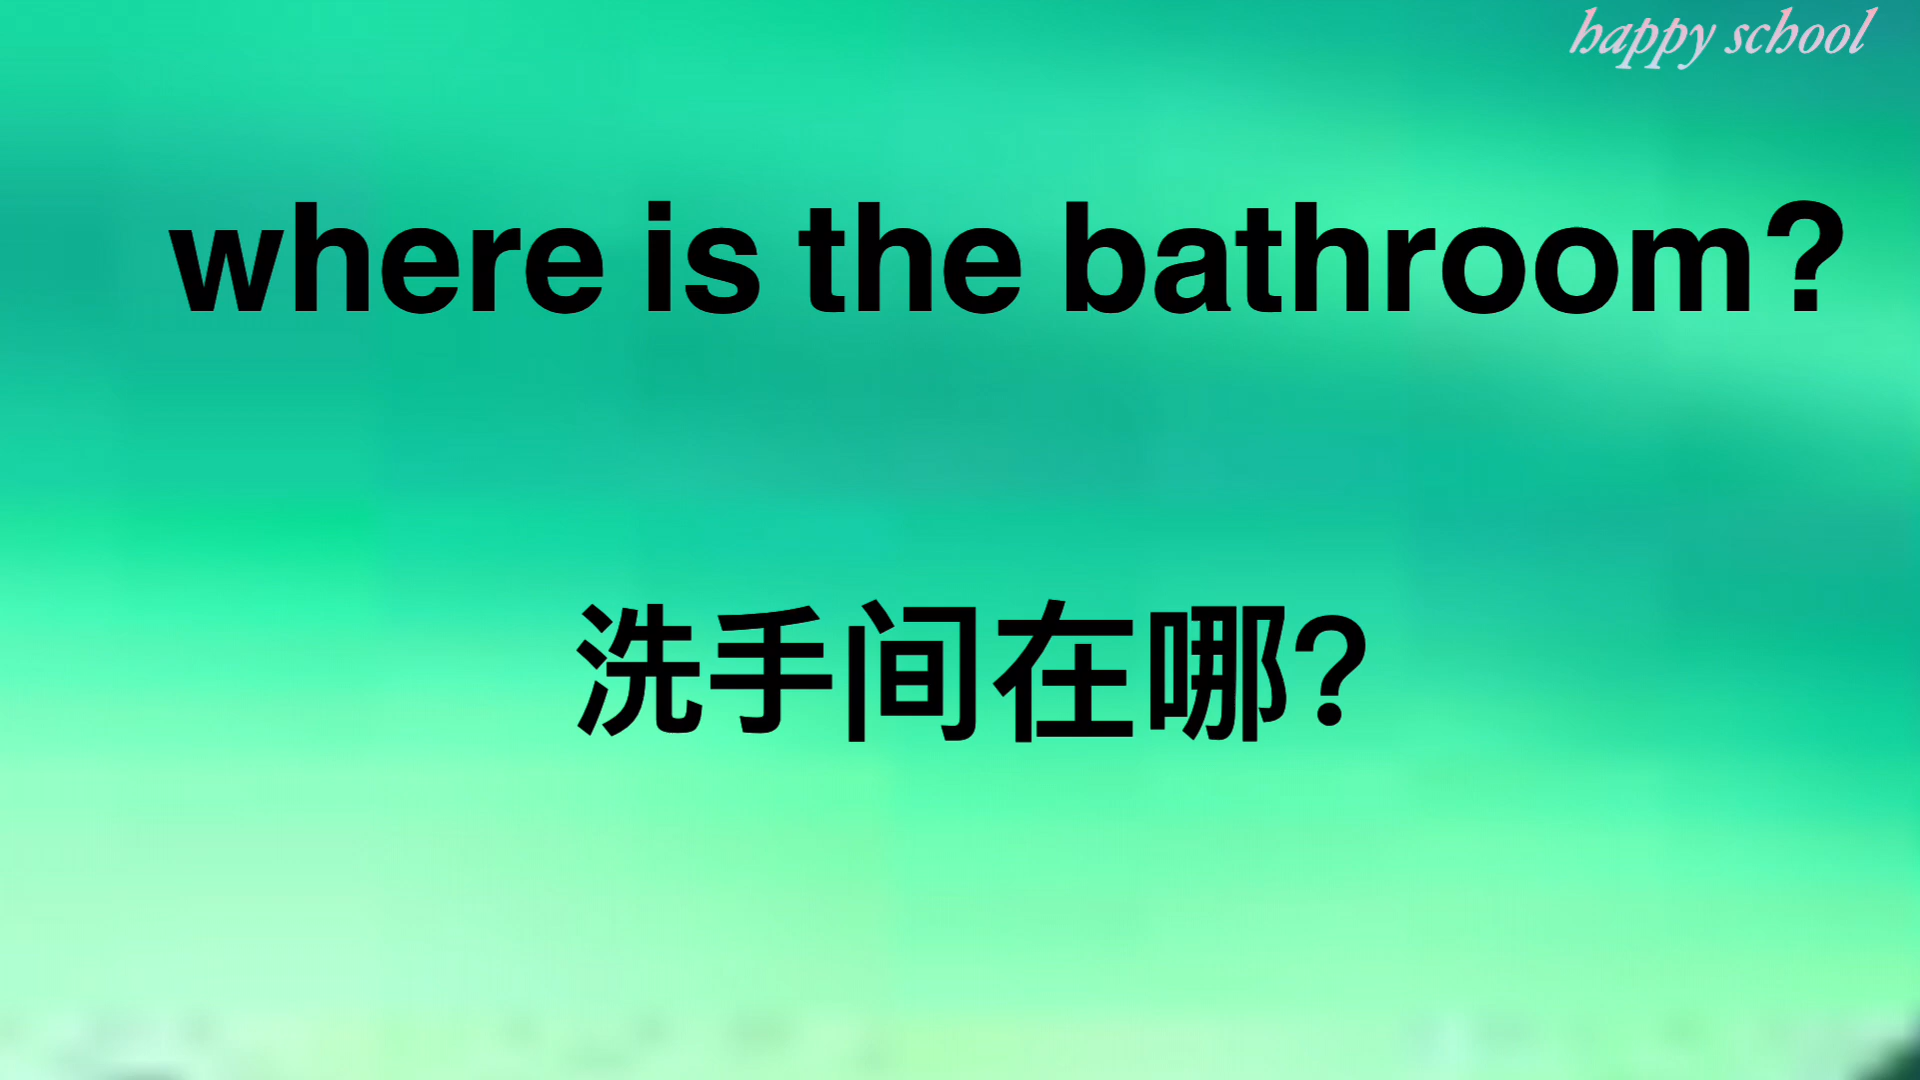 happy school
where is the bathroom?
洗手间在哪?